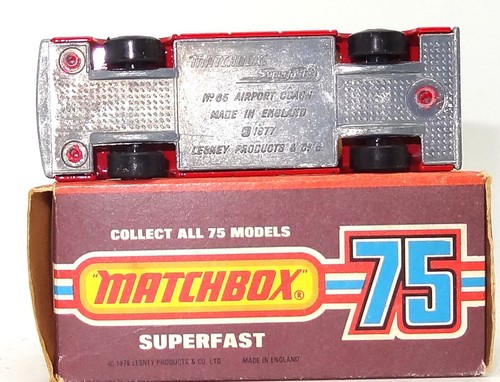 MATCHBOX
Superfast
Nº 65 AIRPORT COACH
MADE IN ENGLAND
© 1977
LESNEY PRODUCTS & Cº Lº
COLLECT ALL 75 MODELS
"MATCHBOX"®
75
SUPERFAST
© 1976 LESNEY PRODUCTS & CO. LTD. MADE IN ENGLAND